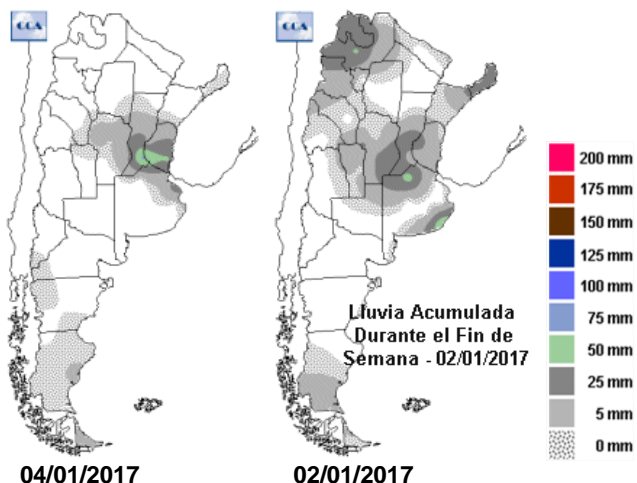 CCA
CCA
200 mm
175 mm
150 mm
125 mm
100 mm
75 mm
50 mm
25 mm
5 mm
0 mm
Lluvia Acumulada
Durante el Fin de
Semana - 02/01/2017
04/01/2017
02/01/2017